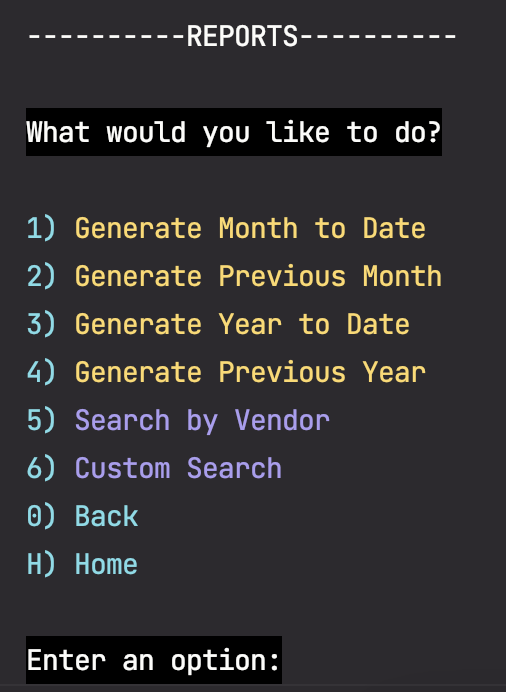 ----------REPORTS----------
What would you like to do?
1) Generate Month to Date
2) Generate Previous Month
3) Generate Year to Date
4) Generate Previous Year
5) Search by Vendor
6) Custom Search
0) Back
H) Home
Enter an option: